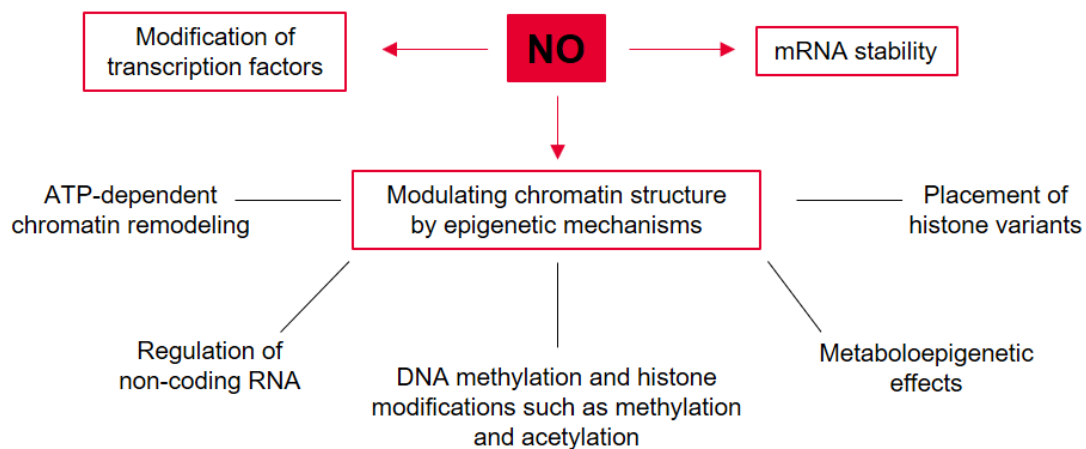 Modification of
transcription factors
NO
mRNA stability
ATP-dependent
chromatin remodeling
Modulating chromatin structure
by epigenetic mechanisms
Placement of
histone variants
Regulation of
non-coding RNA
DNA methylation and histone
modifications such as methylation
and acetylation
Metaboloepigenetic
effects